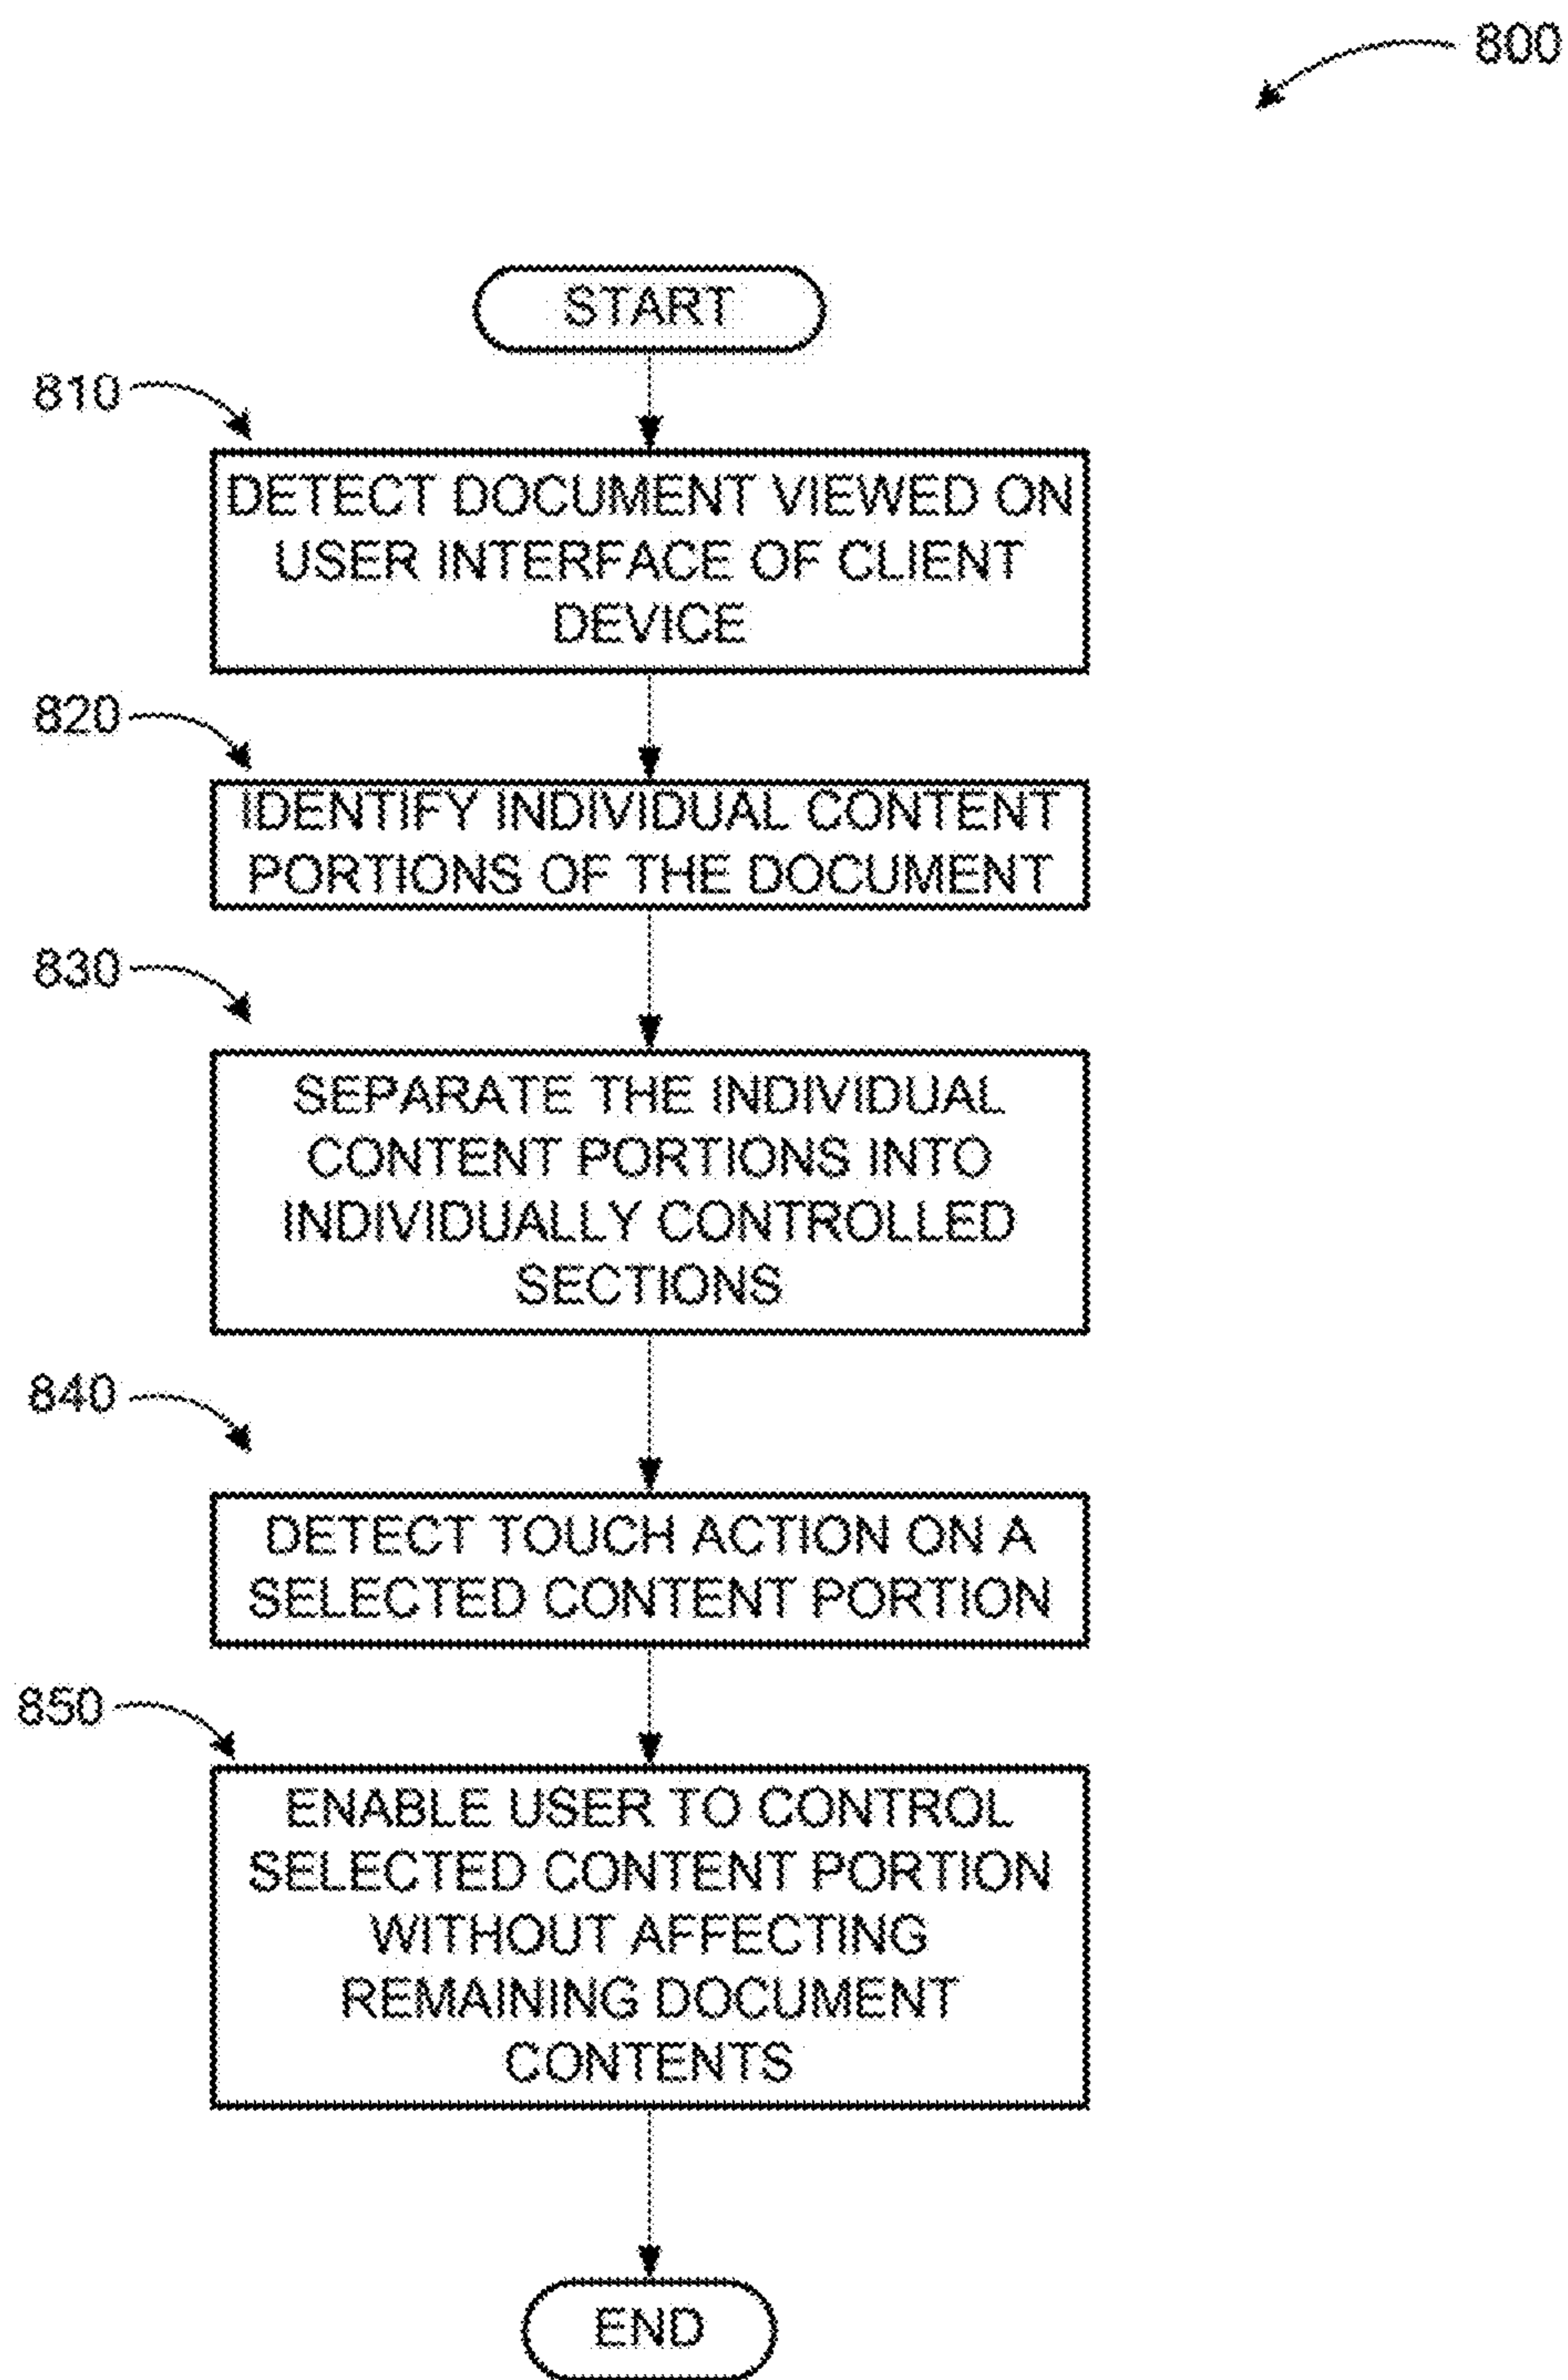 800
START
810
DETECT DOCUMENT VIEWED ON
USER INTERFACE OF CLIENT
DEVICE
820
IDENTIFY INDIVIDUAL CONTENT
PORTIONS OF THE DOCUMENT
830
SEPARATE THE INDIVIDUAL
CONTENT PORTIONS INTO
INDIVIDUALLY CONTROLLED
SECTIONS
840
DETECT TOUCH ACTION ON A
SELECTED CONTENT PORTION
850
ENABLE USER TO CONTROL
SELECTED CONTENT PORTION
WITHOUT AFFECTING
REMAINING DOCUMENT
CONTENTS
END